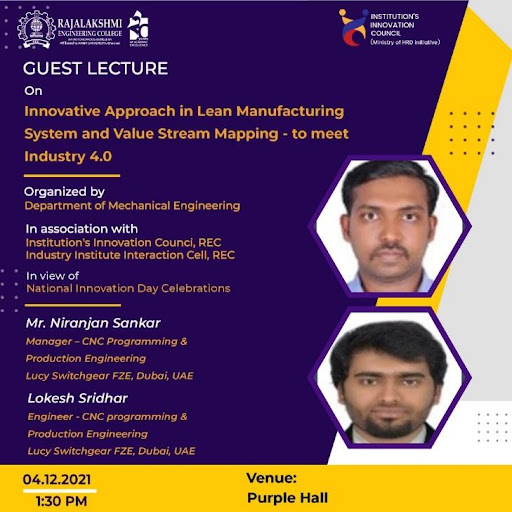 RAJALAKSHMI
ENGINEERING COLLEGE
INSTITUTION'S
INNOVATION
COUNCIL
(Ministry of HRD Initiative)
GUEST LECTURE
On
Innovative Approach in Lean Manufacturing
System and Value Stream Mapping - to meet
Industry 4.0
Organized by
Department of Mechanical Engineering
In association with
Institution's Innovation Counci, REC
Industry Institute Interaction Cell, REC
In view of
National Innovation Day Celebrations
Mr. Niranjan Sankar
Manager – CNC Programming &
Production Engineering
Lucy Switchgear FZE, Dubai, UAE
Lokesh Sridhar
Engineer - CNC programming &
Production Engineering
Lucy Switchgear FZE, Dubai, UAE
04.12.2021
1:30 PM
Venue:
Purple Hall